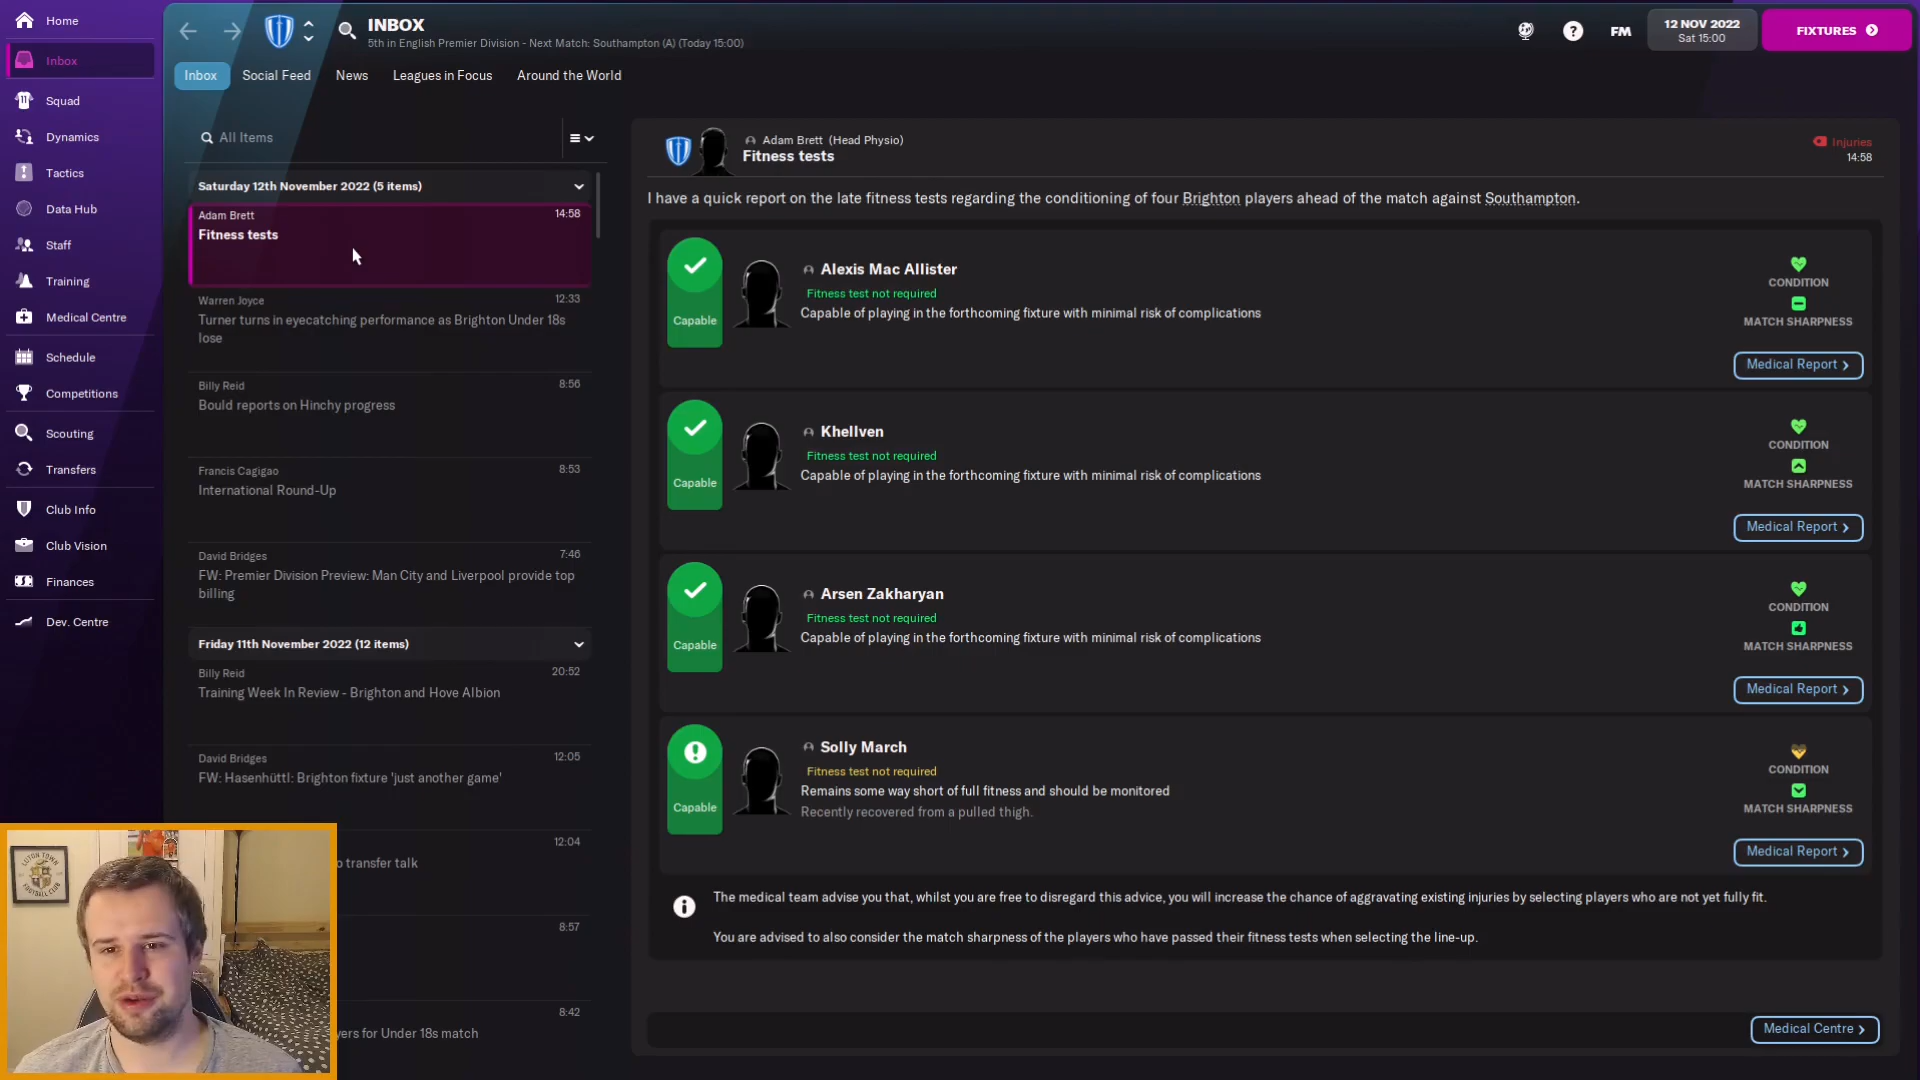 Home
Inbox
Squad
Dynamics
Tactics
Data Hub
Staff
Training
Medical Centre
Schedule
Competitions
Scouting
Transfers
Club Info
Club Vision
Finances
Dev. Centre
INBOX
5th in English Premier Division - Next Match: Southampton (A) (Today 15:00)
FM
12 NOV 2022
Sat 15:00
FIXTURES
Inbox Social Feed News Leagues in Focus Around the World
All Items
Saturday 12th November 2022 (5 items)
Adam Brett 14:58
Fitness tests
Warren Joyce 12:33
Turner turns in eyecatching performance as Brighton Under 18s
lose
Billy Reid 8:56
Bould reports on Hinchy progress
Francis Cagigao 8:53
International Round-Up
David Bridges 7:46
FW: Premier Division Preview: Man City and Liverpool provide top
billing
Friday 11th November 2022 (12 items)
Billy Reid 20:52
Training Week In Review - Brighton and Hove Albion
David Bridges 12:05
FW: Hasenhüttl: Brighton fixture 'just another game'
12:04
o transfer talk
8:57
8:42
yers for Under 18s match
LUTON TOWN
FOOTBALL CLUB
Adam Brett (Head Physio)
Fitness tests
Injuries
14:58
I have a quick report on the late fitness tests regarding the conditioning of four Brighton players ahead of the match against Southampton.
Capable
Alexis Mac Allister
Fitness test not required
Capable of playing in the forthcoming fixture with minimal risk of complications
CONDITION
MATCH SHARPNESS
Medical Report
Capable
Khellven
Fitness test not required
Capable of playing in the forthcoming fixture with minimal risk of complications
CONDITION
MATCH SHARPNESS
Medical Report
Capable
Arsen Zakharyan
Fitness test not required
Capable of playing in the forthcoming fixture with minimal risk of complications
CONDITION
MATCH SHARPNESS
Medical Report
Capable
Solly March
Fitness test not required
Remains some way short of full fitness and should be monitored
Recently recovered from a pulled thigh.
CONDITION
MATCH SHARPNESS
Medical Report
The medical team advise you that, whilst you are free to disregard this advice, you will increase the chance of aggravating existing injuries by selecting players who are not yet fully fit.
You are advised to also consider the match sharpness of the players who have passed their fitness tests when selecting the line-up.
Medical Centre